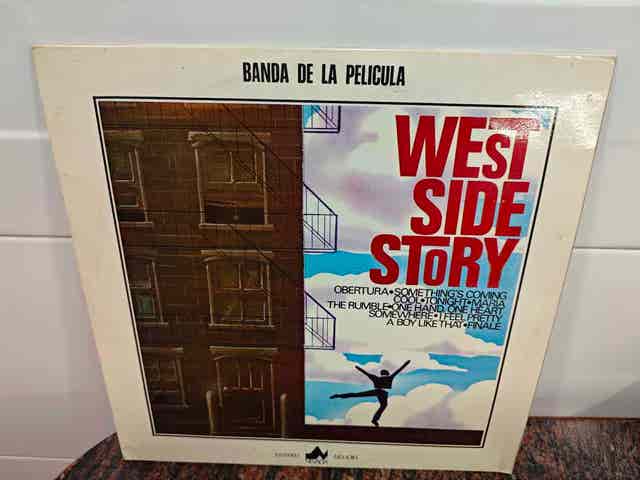 BANDA DE LA PELICULA
WEST
SIDE
STORY
OBERTURA•SOMETHING'S COMING
COOL•TONIGHT•MARIA
THE RUMBLE•ONE HAND, ONE HEART
SOMEWHERE•I FEEL PRETTY
A BOY LIKE THAT•FINALE